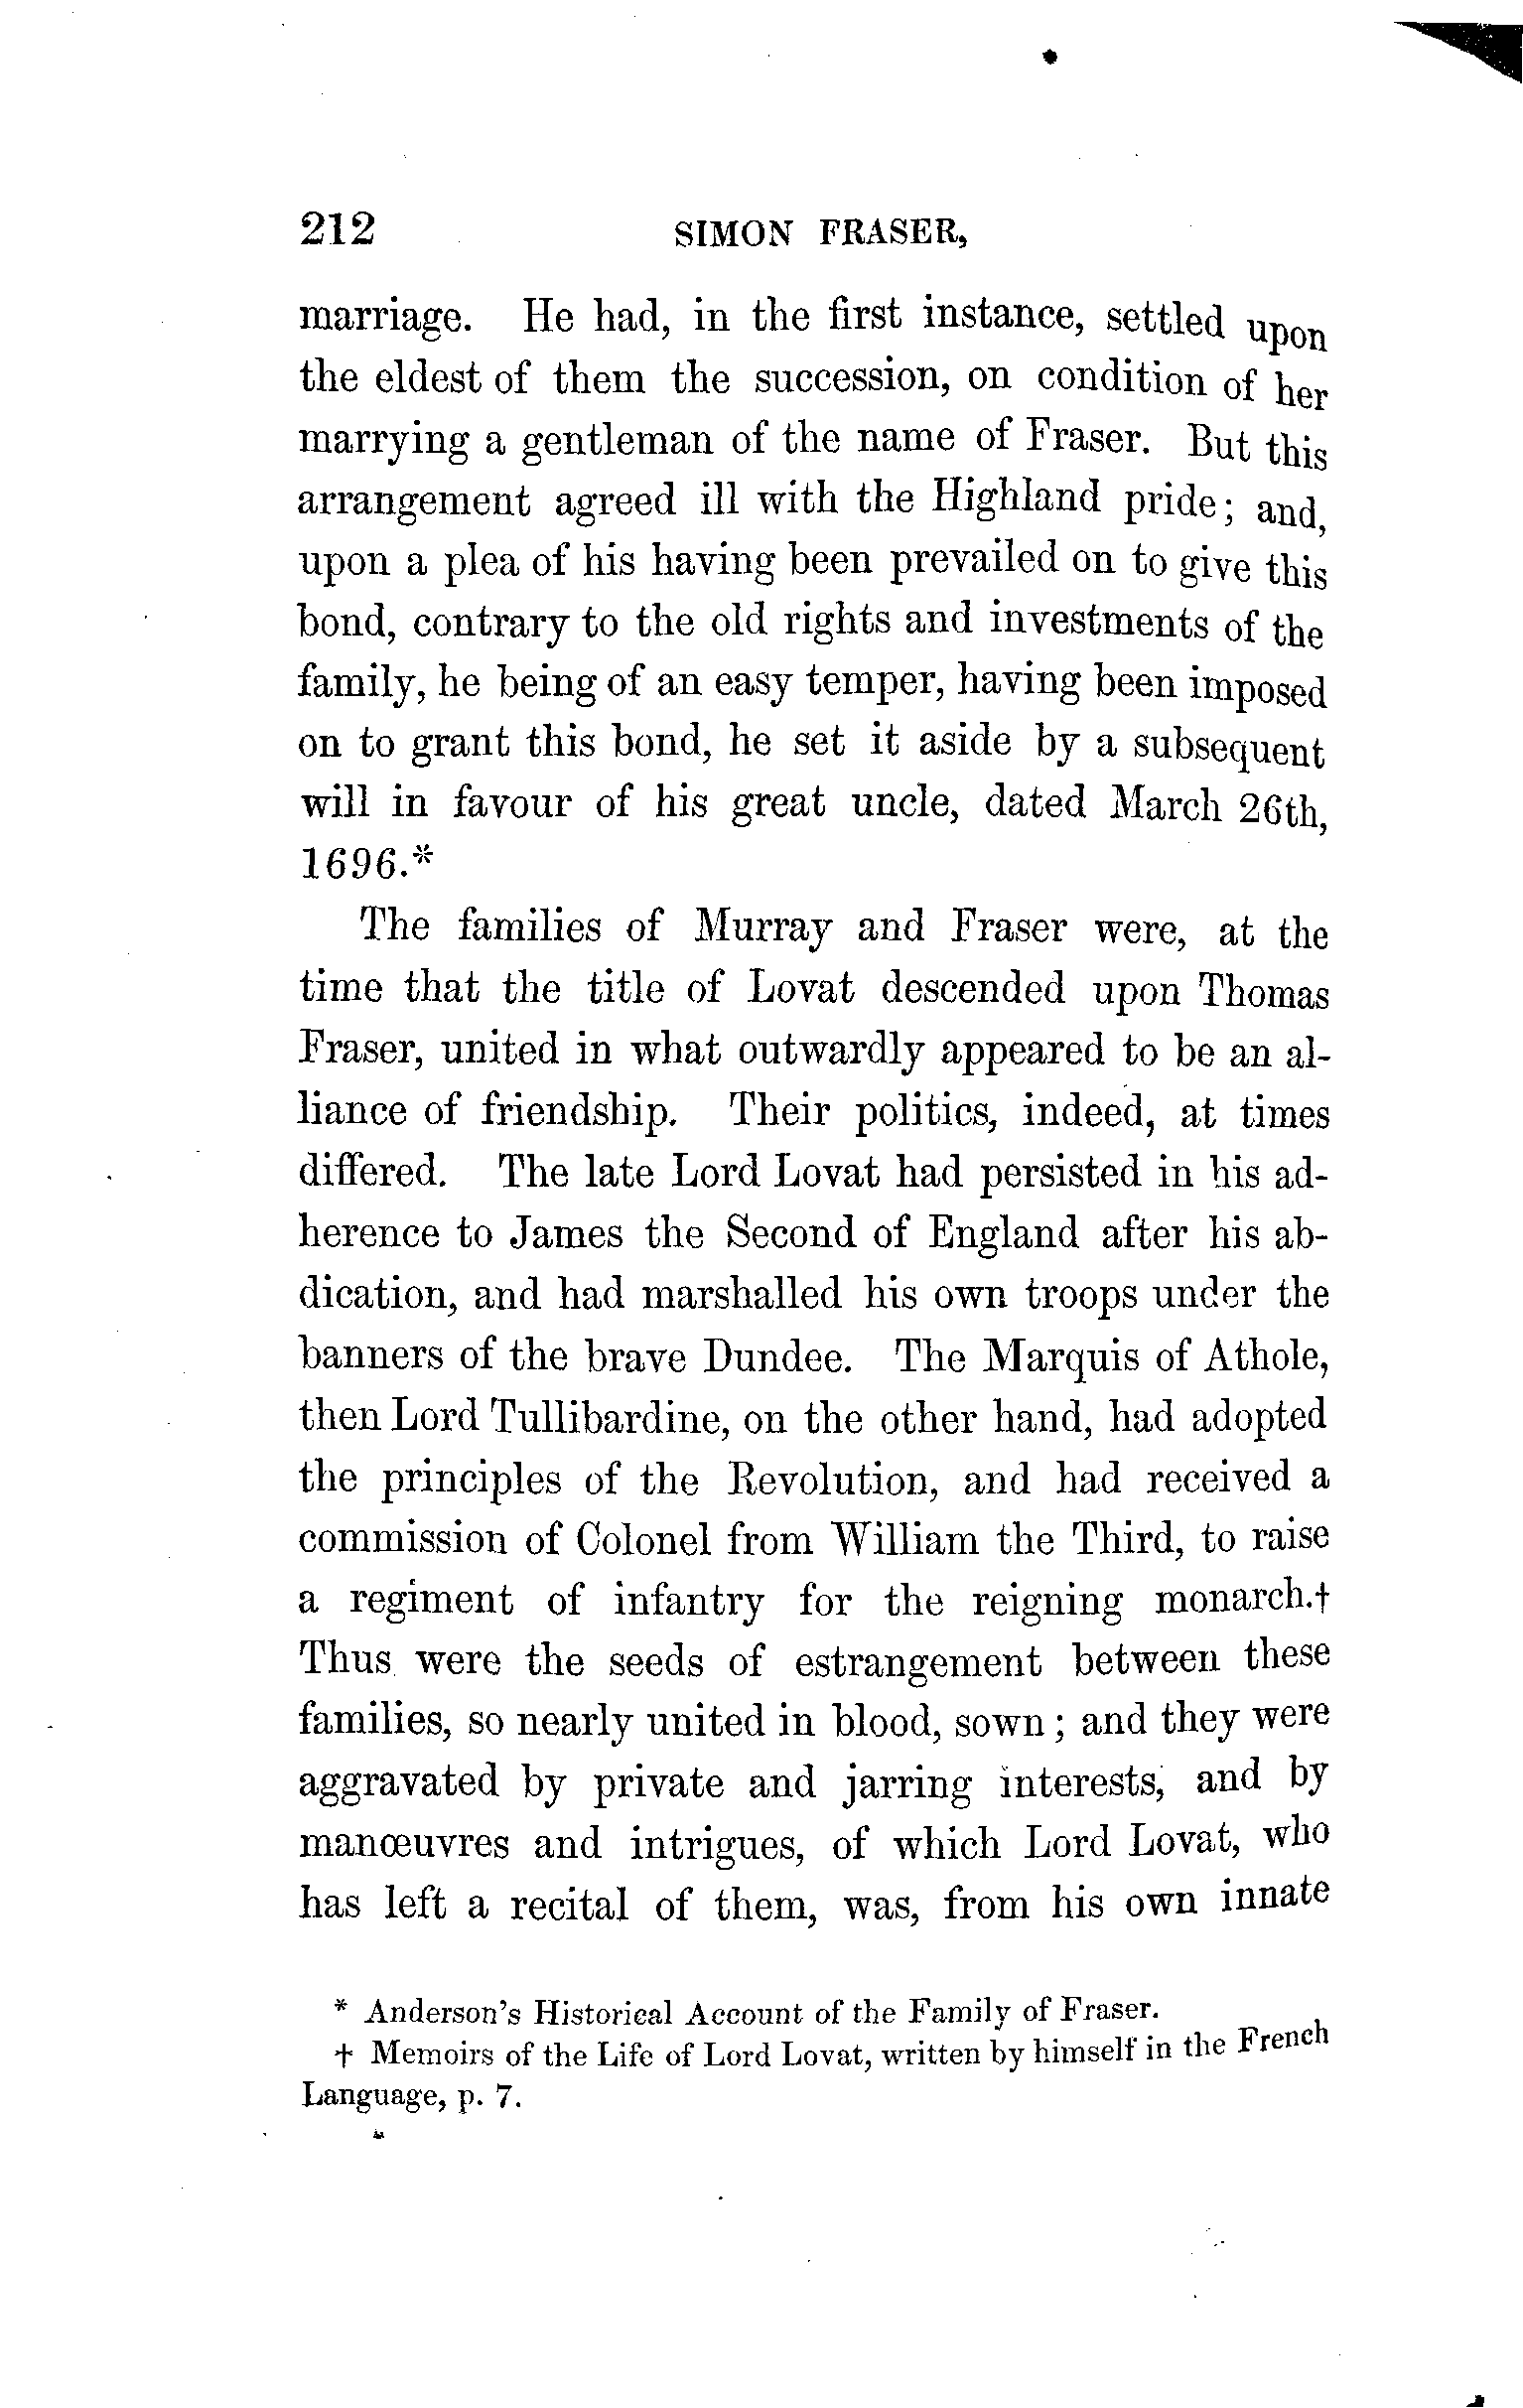 212 SIMON FRASER,
marriage. He had, in the first instance, settled upon
the eldest of them the succession, on condition of her
marrying a gentleman of the name of Fraser. But this
arrangement agreed ill with the Highland pride; and,
upon a plea of his having been prevailed on to give this
bond, contrary to the old rights and investments of the
family, he being of an easy temper, having been imposed
on to grant this bond, he set it aside by a subsequent
will in favour of his great uncle, dated March 26th,
1696.*
The families of Murray and Fraser were, at the
time that the title of Lovat descended upon Thomas
Fraser, united in what outwardly appeared to be an al-
liance of friendship. Their politics, indeed, at times
differed. The late Lord Lovat had persisted in his ad-
herence to James the Second of England after his ab-
dication, and had marshalled his own troops under the
banners of the brave Dundee. The Marquis of Athole,
then Lord Tullibardine, on the other hand, had adopted
the principles of the Revolution, and had received a
commission of Colonel from William the Third, to raise
a regiment of infantry for the reigning monarch.†
Thus were the seeds of estrangement between these
families, so nearly united in blood, sown; and they were
aggravated by private and jarring interests, and by
manœuvres and intrigues, of which Lord Lovat, who
has left a recital of them, was, from his own innate
* Anderson's Historical Account of the Family of Fraser.
† Memoirs of the Life of Lord Lovat, written by himself in the French
Language, p. 7.